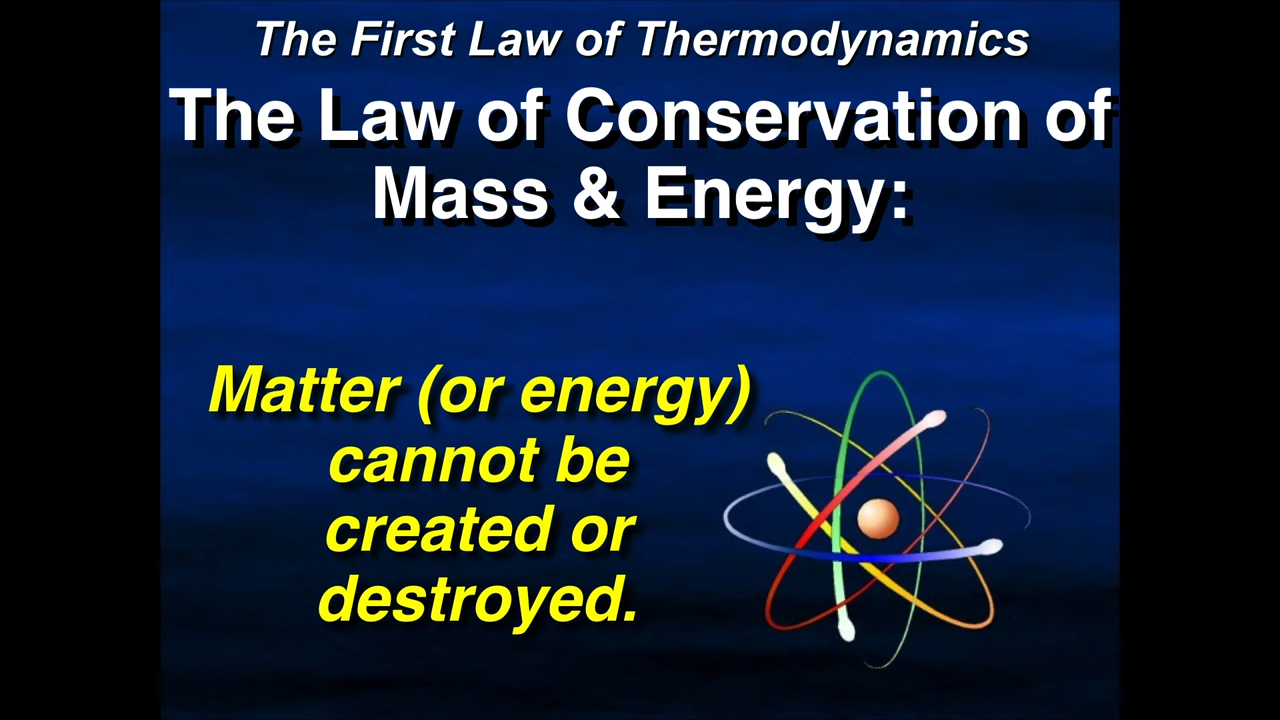 The First Law of Thermodynamics
The Law of Conservation of
Mass & Energy:
Matter (or energy)
cannot be
created or
destroyed.